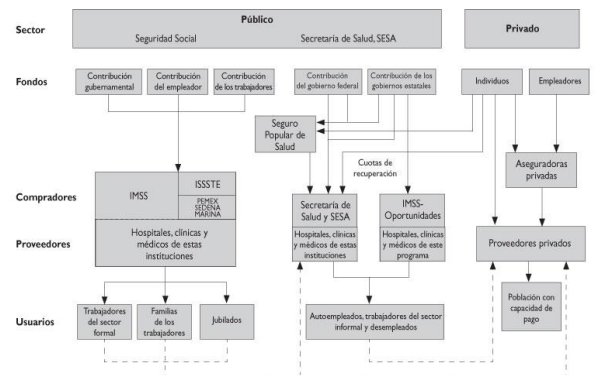 Sector
Público
Seguridad Social
Secretaría de Salud, SESA
Privado
Fondos
Contribución
gubernamental
Contribución
del empleador
Contribución
de los trabajadores
Contribución
del gobierno federal
Contribución de los
gobiernos estatales
Individuos
Empleadores
Seguro
Popular de
Salud
Cuotas de
recuperación
Aseguradoras
privadas
Compradores
IMSS
ISSSTE
PEMEX
SEDENA
MARINA
Secretaría de
Salud y SESA
IMSS-
Oportunidades
Proveedores
Hospitales, clínicas y
médicos de estas
instituciones
Hospitales, clínicas y
médicos de estas
instituciones
Hospitales, clínicas
y médicos de este
programa
Proveedores privados
Usuarios
Trabajadores
del sector
formal
Familias
de los
trabajadores
Jubilados
Autoempleados, trabajadores del sector
informal y desempleados
Población con
capacidad de
pago